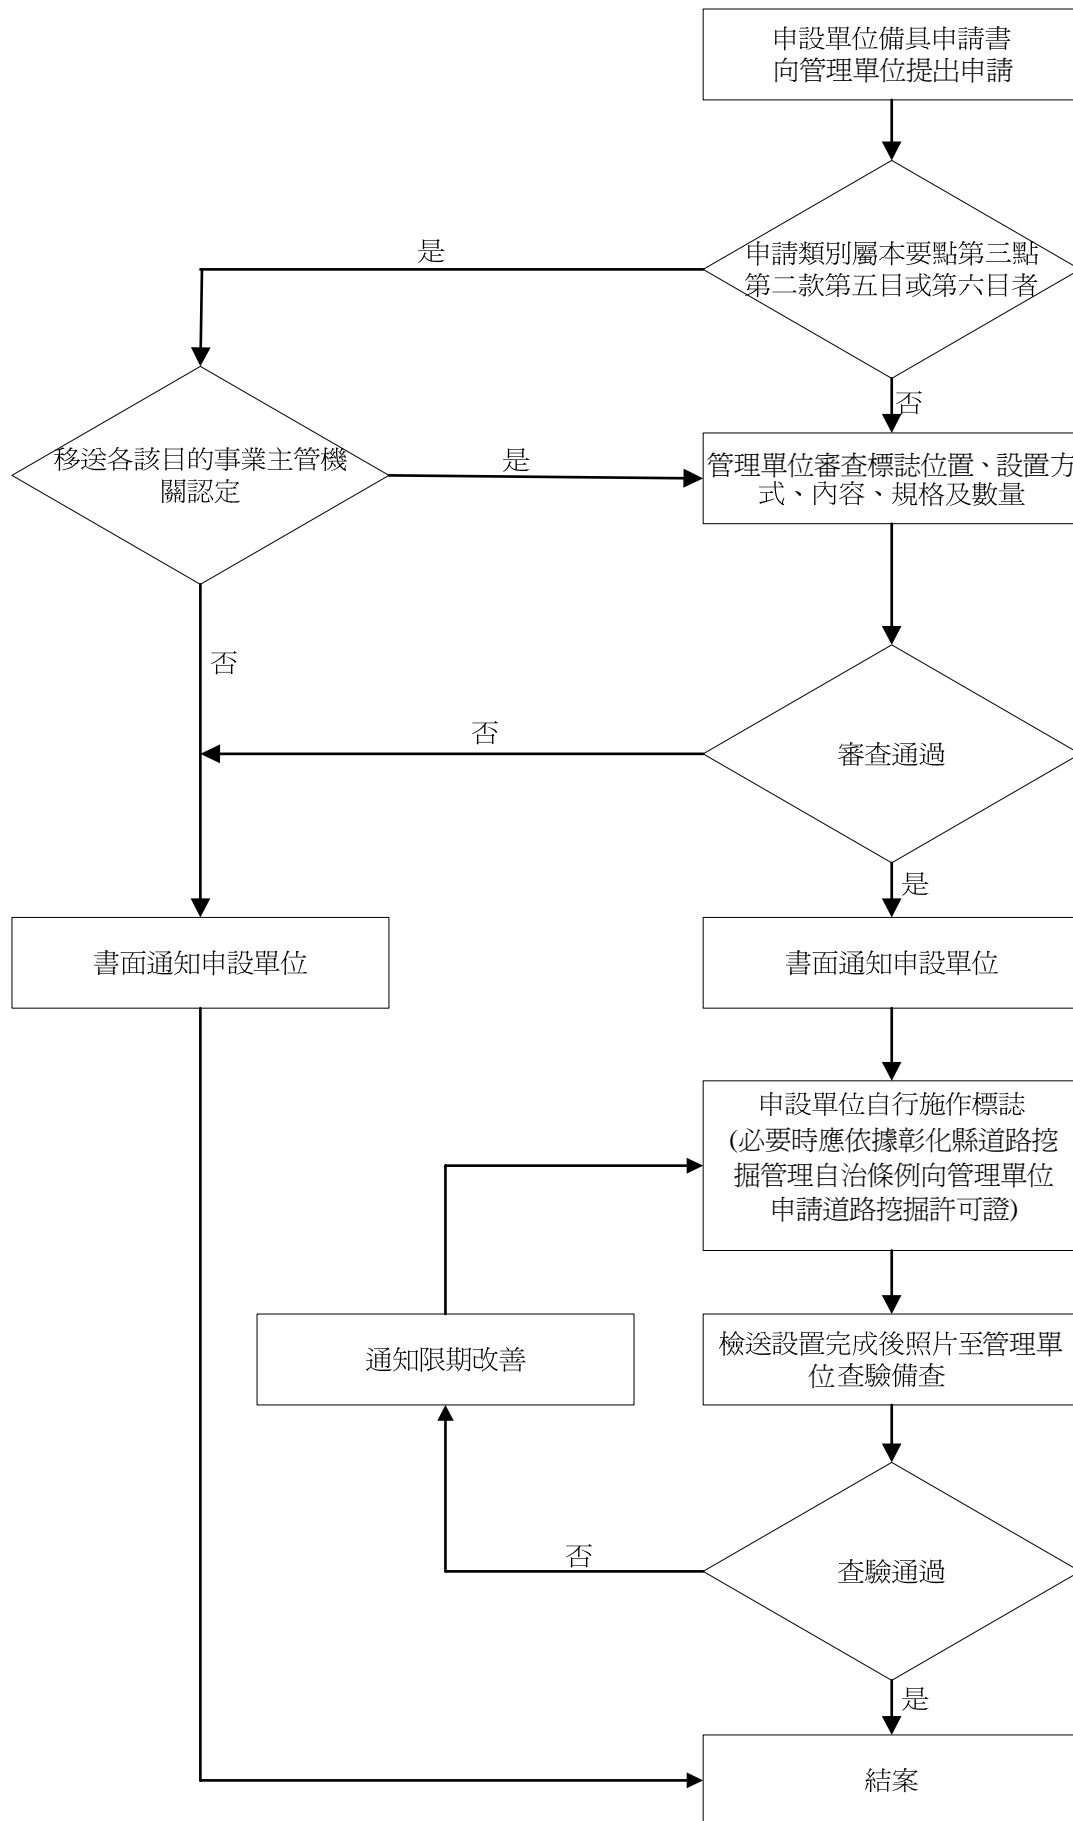 申設單位備具申請書
向管理單位提出申請
是
申請類別屬本要點第三點
第二款第五目或第六目者
否
移送各該目的事業主管機
關認定
是
管理單位審查標誌位置、設置方
式、內容、規格及數量
否
否
審查通過
是
書面通知申設單位
書面通知申設單位
申設單位自行施作標誌
(必要時應依據彰化縣道路挖
掘管理自治條例向管理單位
申請道路挖掘許可證)
通知限期改善
檢送設置完成後照片至管理單
位查驗備查
否
查驗通過
是
結案